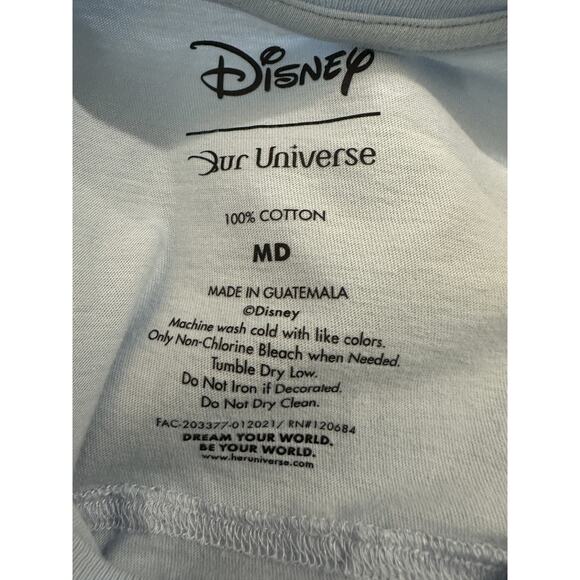 Disney
Our Universe
100% COTTON
MD
MADE IN GUATEMALA
©Disney
Machine wash cold with like colors.
Only Non-Chlorine Bleach when Needed.
Tumble Dry Low.
Do Not Iron if Decorated.
Do Not Dry Clean.
FAC-203377-012021/ RN#120684
DREAM YOUR WORLD.
BE YOUR WORLD.
www.heruniverse.com